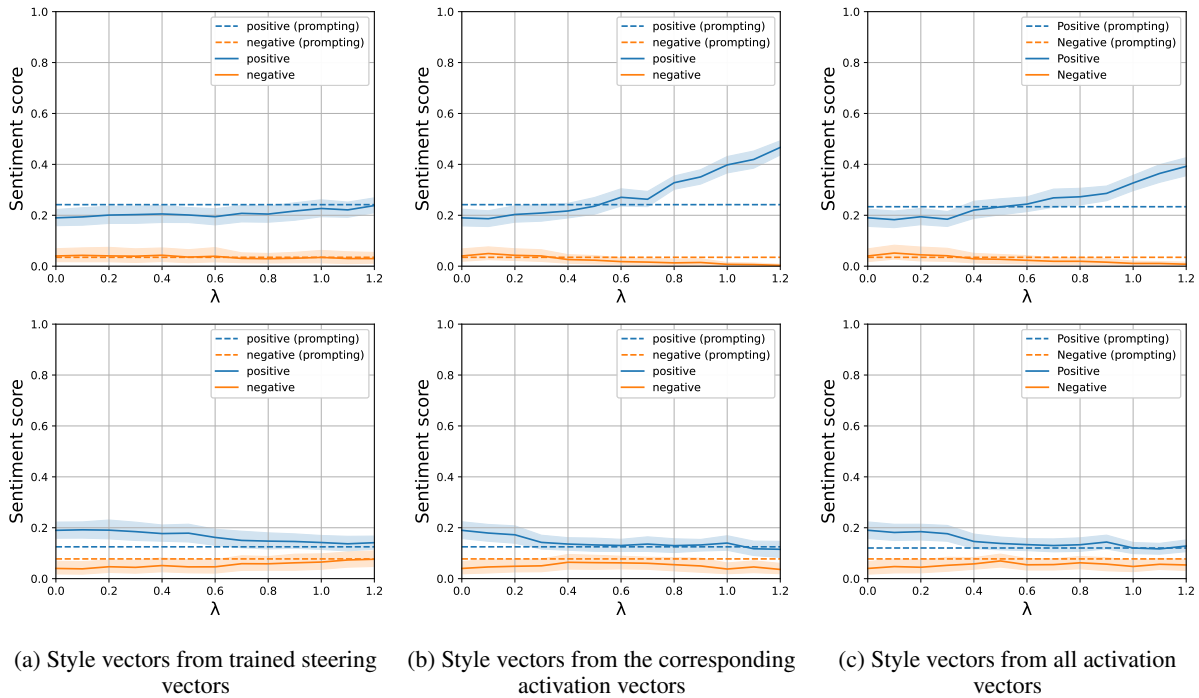 1.0
0.8
0.6
0.4
0.2
0.0
Sentiment score
positive (prompting)
negative (prompting)
positive
negative
0.0 0.2 0.4 0.6 0.8 1.0 1.2
λ
1.0
0.8
0.6
0.4
0.2
0.0
Sentiment score
positive (prompting)
negative (prompting)
positive
negative
0.0 0.2 0.4 0.6 0.8 1.0 1.2
λ
1.0
0.8
0.6
0.4
0.2
0.0
Sentiment score
Positive (prompting)
Negative (prompting)
Positive
Negative
0.0 0.2 0.4 0.6 0.8 1.0 1.2
λ
1.0
0.8
0.6
0.4
0.2
0.0
Sentiment score
positive (prompting)
negative (prompting)
positive
negative
0.0 0.2 0.4 0.6 0.8 1.0 1.2
λ
1.0
0.8
0.6
0.4
0.2
0.0
Sentiment score
positive (prompting)
negative (prompting)
positive
negative
0.0 0.2 0.4 0.6 0.8 1.0 1.2
λ
1.0
0.8
0.6
0.4
0.2
0.0
Sentiment score
Positive (prompting)
Negative (prompting)
Positive
Negative
0.0 0.2 0.4 0.6 0.8 1.0 1.2
λ
(a) Style vectors from trained steering
vectors
(b) Style vectors from the corresponding
activation vectors
(c) Style vectors from all activation
vectors